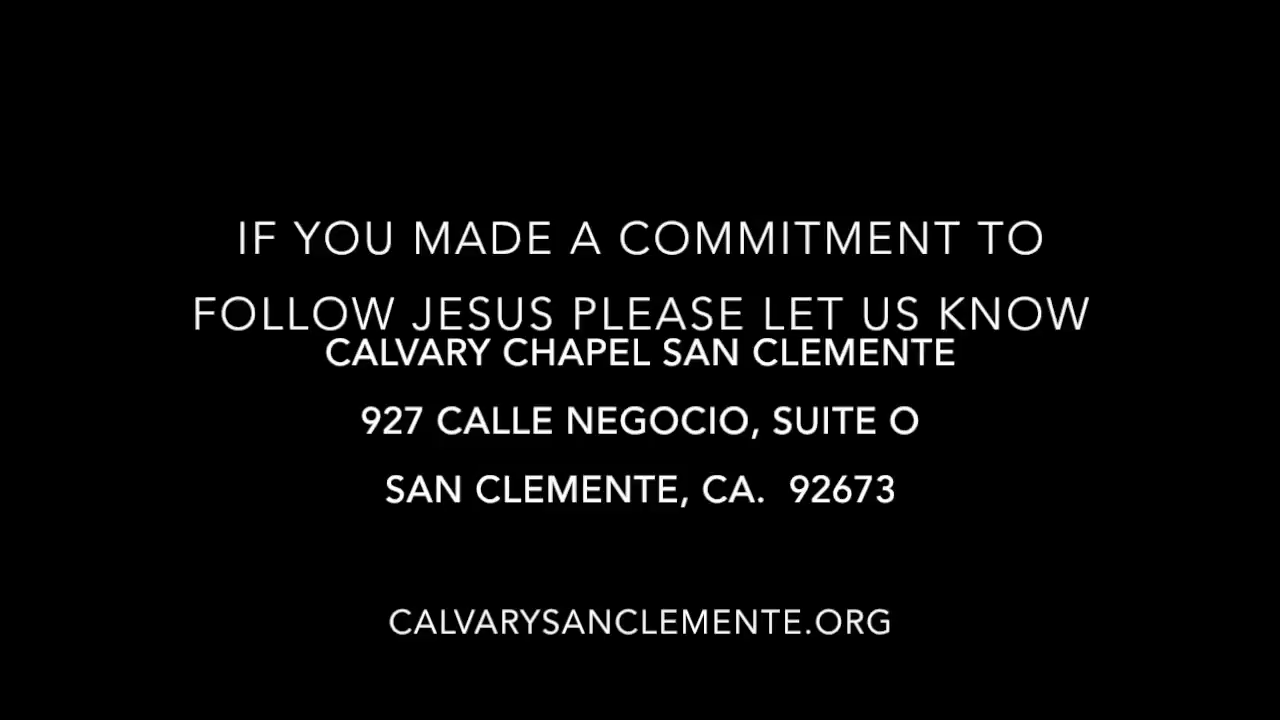 IF YOU MADE A COMMITMENT TO
FOLLOW JESUS PLEASE LET US KNOW
CALVARY CHAPEL SAN CLEMENTE
927 CALLE NEGOCIO, SUITE O
SAN CLEMENTE, CA.  92673
CALVARYSANCLEMENTE.ORG